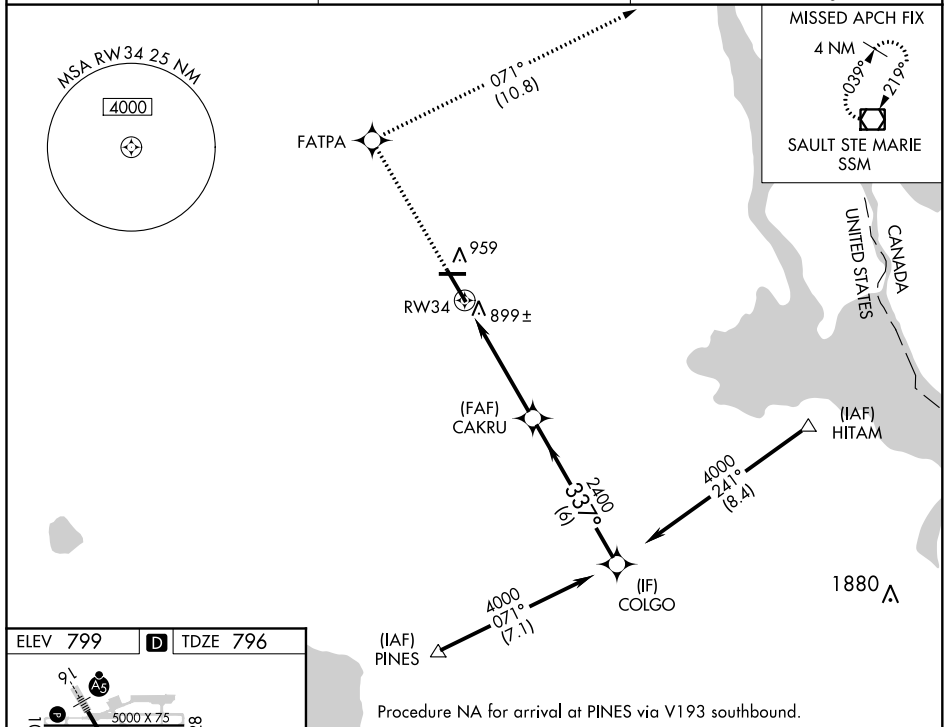 MSA RW34 25 NM
4000
071°
(10.8)
MISSED APCH FIX
4 NM
039°
219°
SAULT STE MARIE
SSM
FATPA
959
RW34
899±
CANADA
UNITED STATES
(FAF)
CAKRU
(IAF)
HITAM
4000
241°
(8.4)
2400
337°
(6)
(IF)
COLGO
1880
4000
071°
(7.1)
(IAF)
PINES
ELEV 799
D
TDZE 796
16
A5
P
5000 X 75
10
Procedure NA for arrival at PINES via V193 southbound.